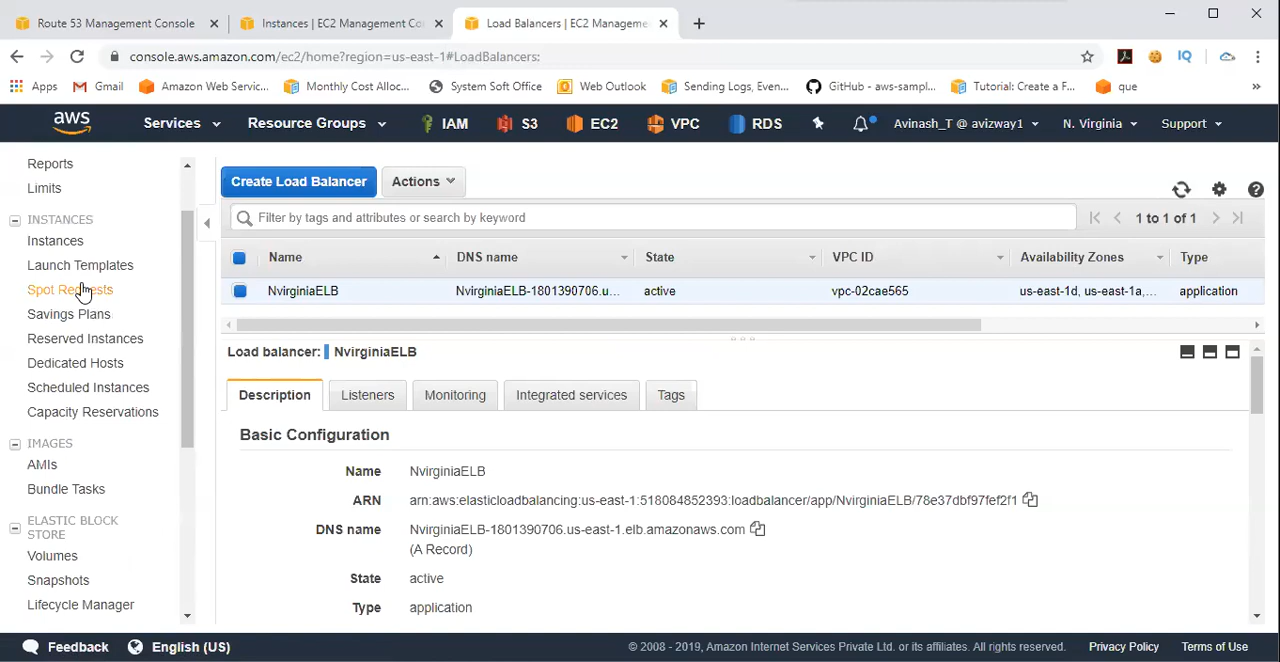 Route 53 Management Console
Instances | EC2 Management Co
Load Balancers | EC2 Manageme
console.aws.amazon.com/ec2/home?region=us-east-1#LoadBalancers:
Apps Gmail Amazon Web Servic... Monthly Cost Alloc... System Soft Office Web Outlook Sending Logs, Even... GitHub - aws-sampl... Tutorial: Create a F... que »
aws Services Resource Groups IAM S3 EC2 VPC RDS Avinash_T @ avizway1 N. Virginia Support
Reports
Limits
INSTANCES
Instances
Launch Templates
Spot Requests
Savings Plans
Reserved Instances
Dedicated Hosts
Scheduled Instances
Capacity Reservations
IMAGES
AMIs
Bundle Tasks
ELASTIC BLOCK
STORE
Volumes
Snapshots
Lifecycle Manager
Create Load Balancer Actions
Filter by tags and attributes or search by keyword
1 to 1 of 1
Name DNS name State VPC ID Availability Zones Type
NvirginiaELB NvirginiaELB-1801390706.u... active vpc-02cae565 us-east-1d, us-east-1a,... application
Load balancer: NvirginiaELB
Description Listeners Monitoring Integrated services Tags
Basic Configuration
Name NvirginiaELB
ARN arn:aws:elasticloadbalancing:us-east-1:518084852393:loadbalancer/app/NvirginiaELB/78e37dbf97fef2f1
DNS name NvirginiaELB-1801390706.us-east-1.elb.amazonaws.com
(A Record)
State active
Type application
Feedback English (US) © 2008 - 2019, Amazon Internet Services Private Ltd. or its affiliates. All rights reserved. Privacy Policy Terms of Use